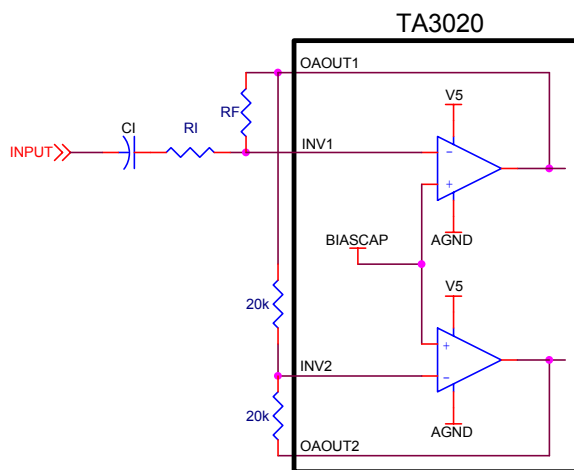 TA3020
OAOUT1
V5
RF
CI
RI
INPUT
INV1
AGND
BIASCAP
V5
20k
INV2
20k
AGND
OAOUT2